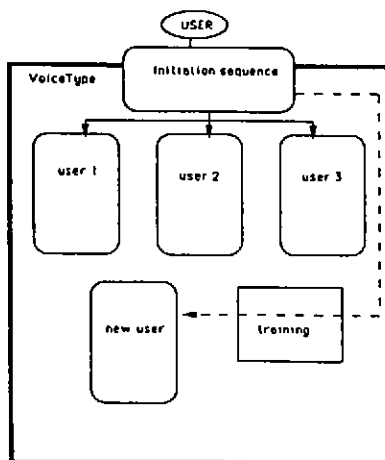 USER
VoiceType
Initiation sequence
user 1
user 2
user 3
new user
training